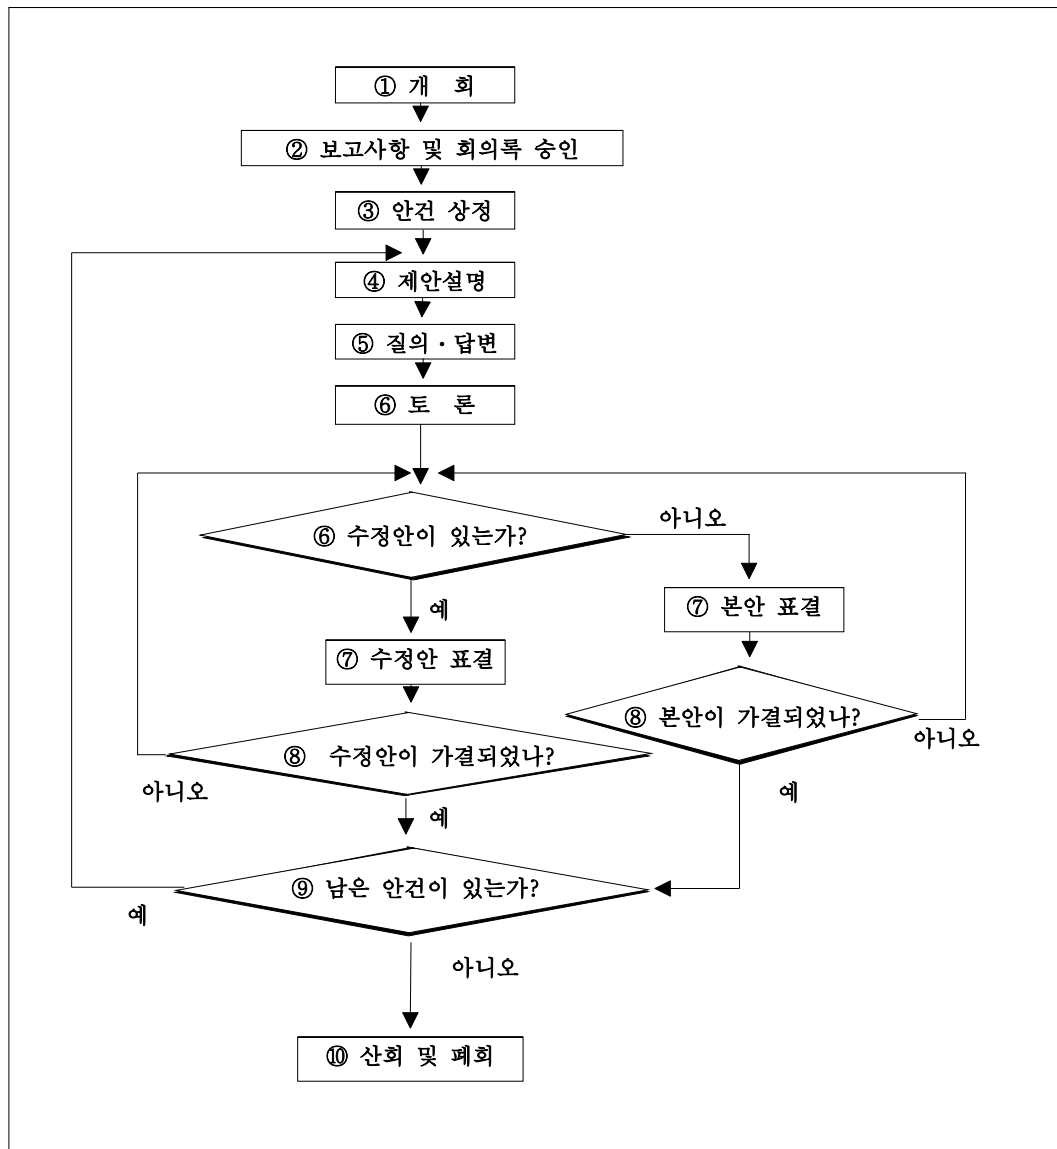 ① 개 회
② 보고사항 및 회의록 승인
③ 안건 상정
④ 제안설명
⑤ 질의·답변
⑥ 토 론
⑥ 수정안이 있는가?
아니오
예
⑦ 본안 표결
⑦ 수정안 표결
⑧ 본안이 가결되었나?
아니오
⑧ 수정안이 가결되었나?
아니오
예
예
⑨ 남은 안건이 있는가?
예
아니오
⑩ 산회 및 폐회